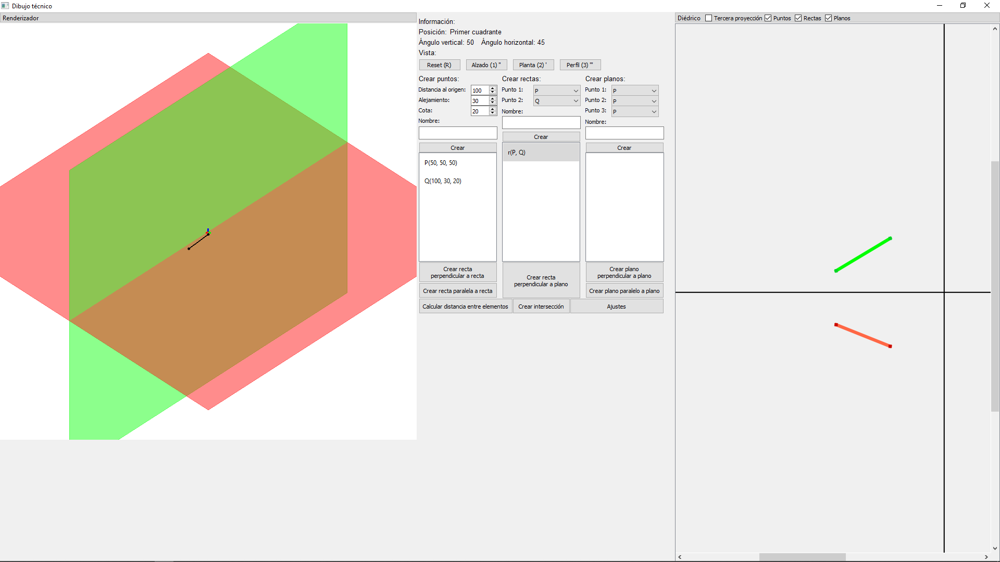 Dibujo técnico
Renderizador
Información:
Posición: Primer cuadrante
Ángulo vertical: 50 Ángulo horizontal: 45
Vista:
Reset (R) Alzado (1) '' Planta (2) ' Perfil (3) '''
Crear puntos:
Distancia al origen: 100
Alejamiento: 30
Cota: 20
Nombre:
Crear
P(50, 50, 50)
Q(100, 30, 20)
Crear rectas:
Punto 1: P
Punto 2: Q
Nombre:
Crear
r(P, Q)
Crear planos:
Punto 1: P
Punto 2: P
Punto 3: P
Nombre:
Crear
Crear recta
perpendicular a recta
Crear recta paralela a recta
Crear recta
perpendicular a plano
Crear plano
perpendicular a plano
Crear plano paralelo a plano
Calcular distancia entre elementos Crear intersección Ajustes
Diédrico Tercera proyección Puntos Rectas Planos